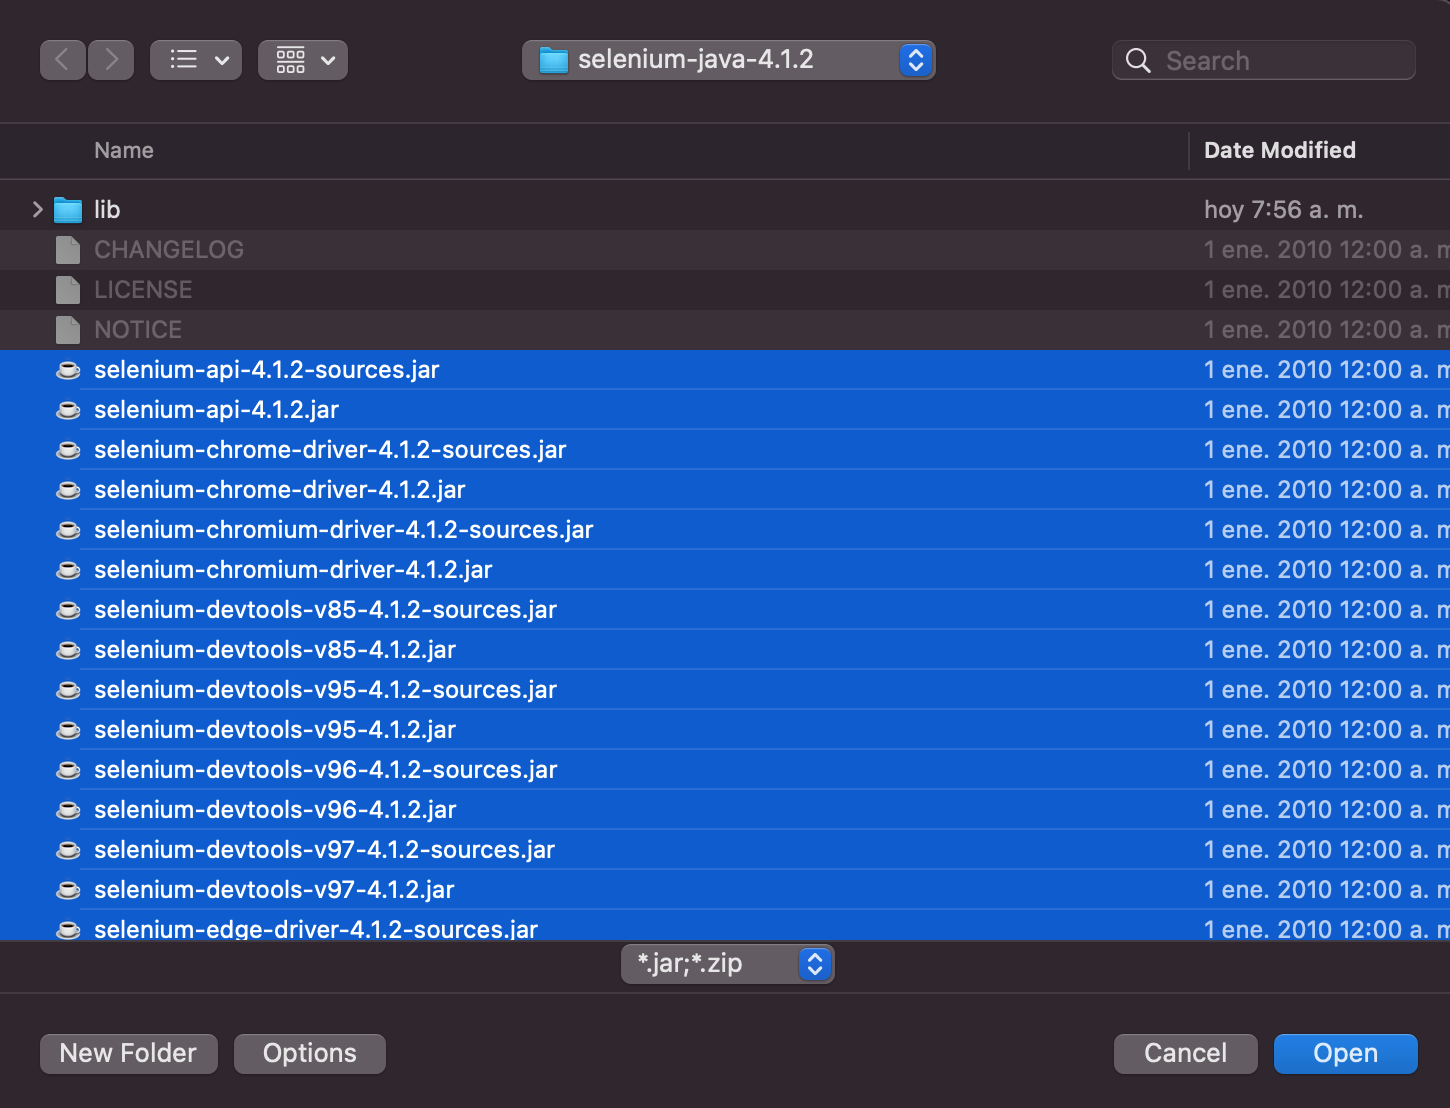 selenium-java-4.1.2
Search
Name Date Modified
lib hoy 7:56 a. m.
CHANGELOG 1 ene. 2010 12:00 a. m
LICENSE 1 ene. 2010 12:00 a. m
NOTICE 1 ene. 2010 12:00 a. m
selenium-api-4.1.2-sources.jar 1 ene. 2010 12:00 a. m
selenium-api-4.1.2.jar 1 ene. 2010 12:00 a. m
selenium-chrome-driver-4.1.2-sources.jar 1 ene. 2010 12:00 a. m
selenium-chrome-driver-4.1.2.jar 1 ene. 2010 12:00 a. m
selenium-chromium-driver-4.1.2-sources.jar 1 ene. 2010 12:00 a. m
selenium-chromium-driver-4.1.2.jar 1 ene. 2010 12:00 a. m
selenium-devtools-v85-4.1.2-sources.jar 1 ene. 2010 12:00 a. m
selenium-devtools-v85-4.1.2.jar 1 ene. 2010 12:00 a. m
selenium-devtools-v95-4.1.2-sources.jar 1 ene. 2010 12:00 a. m
selenium-devtools-v95-4.1.2.jar 1 ene. 2010 12:00 a. m
selenium-devtools-v96-4.1.2-sources.jar 1 ene. 2010 12:00 a. m
selenium-devtools-v96-4.1.2.jar 1 ene. 2010 12:00 a. m
selenium-devtools-v97-4.1.2-sources.jar 1 ene. 2010 12:00 a. m
selenium-devtools-v97-4.1.2.jar 1 ene. 2010 12:00 a. m
selenium-edge-driver-4.1.2-sources.jar 1 ene. 2010 12:00 a. m
*.jar;*.zip
New Folder Options Cancel Open